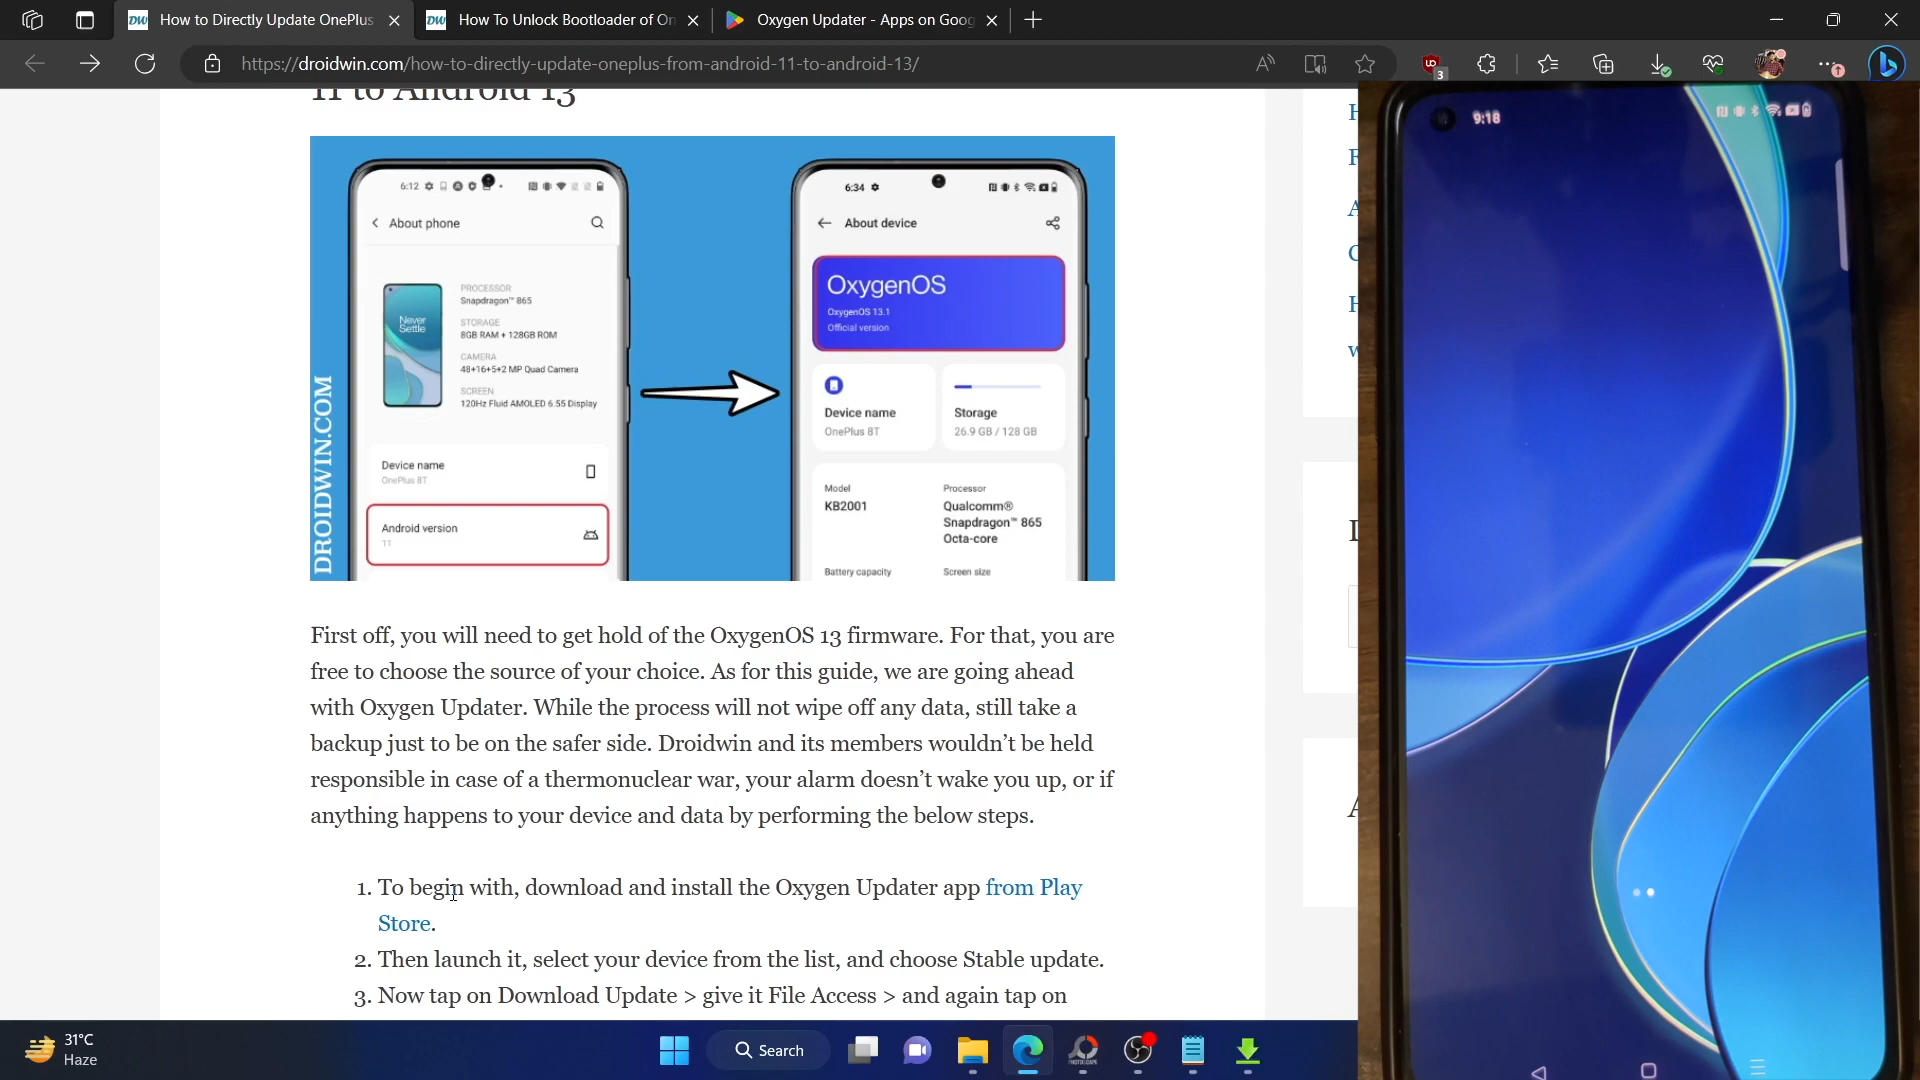 How to Directly Update OnePlus
How To Unlock Bootloader of On
Oxygen Updater - Apps on Goog
https://droidwin.com/how-to-directly-update-oneplus-from-android-11-to-android-13/
3
11 to Android 13
6:12
About phone
PROCESSOR
Snapdragon™ 865
STORAGE
8GB RAM + 128GB ROM
CAMERA
48+16+5+2 MP Quad Camera
SCREEN
120Hz Fluid AMOLED 6.55 Display
Never
Settle
Device name
OnePlus 8T
Android version
11
DROIDWIN.COM
6:34
About device
OxygenOS
OxygenOS 13.1
Official version
Device name
OnePlus 8T
Storage
26.9 GB / 128 GB
Model
KB2001
Processor
Qualcomm®
Snapdragon™ 865
Octa-core
Battery capacity
Screen size
First off, you will need to get hold of the OxygenOS 13 firmware. For that, you are
free to choose the source of your choice. As for this guide, we are going ahead
with Oxygen Updater. While the process will not wipe off any data, still take a
backup just to be on the safer side. Droidwin and its members wouldn’t be held
responsible in case of a thermonuclear war, your alarm doesn’t wake you up, or if
anything happens to your device and data by performing the below steps.
1. To begin with, download and install the Oxygen Updater app from Play
Store.
2. Then launch it, select your device from the list, and choose Stable update.
3. Now tap on Download Update > give it File Access > and again tap on
9:18
31°C
Haze
Search